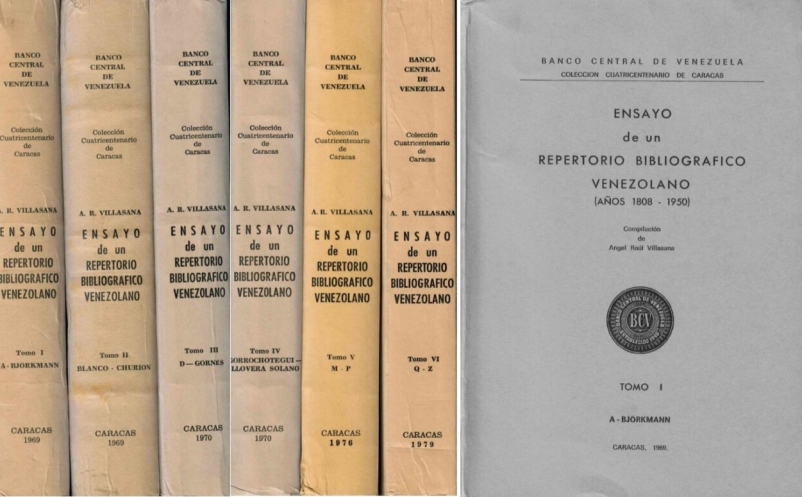 BANCO
CENTRAL
DE
VENEZUELA
Colección
Cuatricentenario
de
Caracas
A. R. VILLASANA
ENSAYO
de un
REPERTORIO
BIBLIOGRAFICO
VENEZOLANO
Tomo I
A - BJORKMANN
CARACAS
1969
BANCO
CENTRAL
DE
VENEZUELA
Colección
Cuatricentenario
de
Caracas
A. R. VILLASANA
ENSAYO
de un
REPERTORIO
BIBLIOGRAFICO
VENEZOLANO
Tomo II
BLANCO - CHURION
CARACAS
1969
BANCO
CENTRAL
DE
VENEZUELA
Colección
Cuatricentenario
de
Caracas
A. R. VILLASANA
ENSAYO
de un
REPERTORIO
BIBLIOGRAFICO
VENEZOLANO
Tomo III
D — GORNES
CARACAS
1970
BANCO
CENTRAL
DE
VENEZUELA
Colección
Cuatricentenario
de
Caracas
A. R. VILLASANA
ENSAYO
de un
REPERTORIO
BIBLIOGRAFICO
VENEZOLANO
Tomo IV
GORROCHOTEGUI —
LLOVERA SOLANO
CARACAS
1970
BANCO
CENTRAL
DE
VENEZUELA
Colección
Cuatricentenario
de
Caracas
A. R. VILLASANA
ENSAYO
de un
REPERTORIO
BIBLIOGRAFICO
VENEZOLANO
Tomo V
M - P
CARACAS
1976
BANCO
CENTRAL
DE
VENEZUELA
Colección
Cuatricentenario
de
Caracas
A. R. VILLASANA
ENSAYO
de un
REPERTORIO
BIBLIOGRAFICO
VENEZOLANO
Tomo VI
Q - Z
CARACAS
1979
BANCO CENTRAL DE VENEZUELA
COLECCION CUATRICENTENARIO DE CARACAS
ENSAYO
de un
REPERTORIO BIBLIOGRAFICO
VENEZOLANO
(AÑOS 1808 - 1950)
Compilación
de
Angel Raúl Villasana
BCV
TOMO I
A - BJÖRKMANN
CARACAS, 1969.